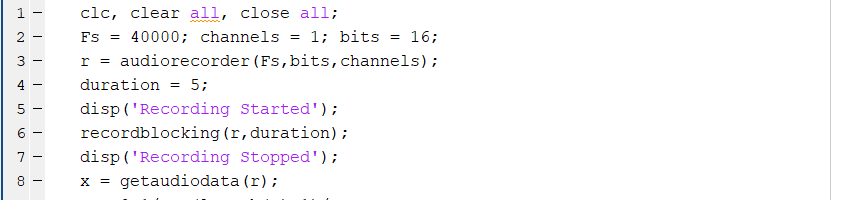 1 – clc, clear all, close all;
2 – Fs = 40000; channels = 1; bits = 16;
3 – r = audiorecorder(Fs,bits,channels);
4 – duration = 5;
5 – disp('Recording Started');
6 – recordblocking(r,duration);
7 – disp('Recording Stopped');
8 – x = getaudiodata(r);